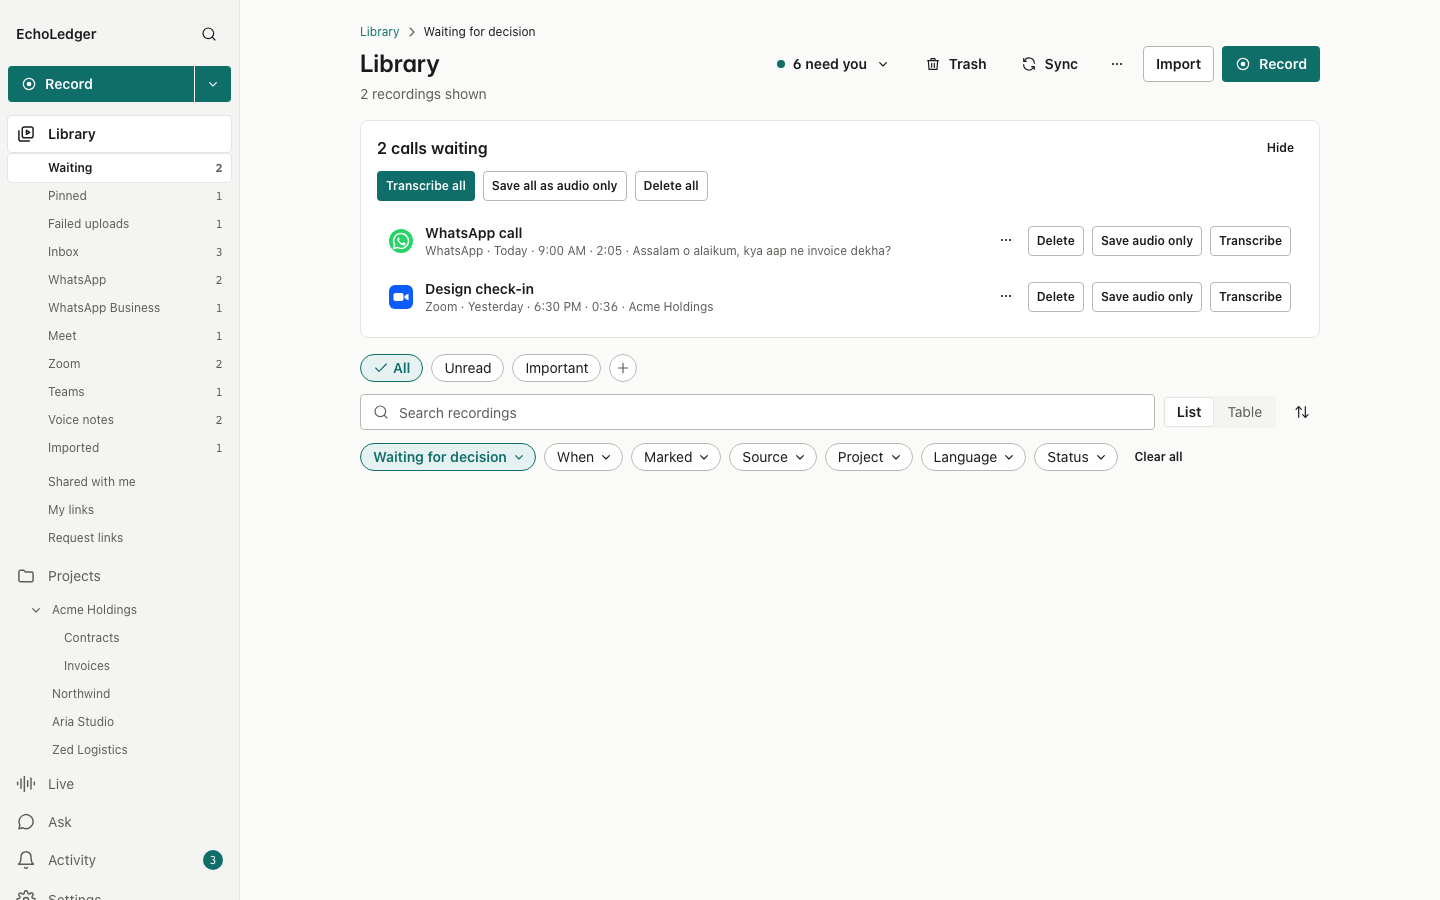 EchoLedger
Record
Library
Waiting 2
Pinned 1
Failed uploads 1
Inbox 3
WhatsApp 2
WhatsApp Business 1
Meet 1
Zoom 2
Teams 1
Voice notes 2
Imported 1
Shared with me
My links
Request links
Projects
Acme Holdings
Contracts
Invoices
Northwind
Aria Studio
Zed Logistics
Live
Ask
Activity 3
Settings
Library > Waiting for decision
Library
6 need you Trash Sync ... Import Record
2 recordings shown
2 calls waiting Hide
Transcribe all Save all as audio only Delete all
WhatsApp call
WhatsApp · Today · 9:00 AM · 2:05 · Assalam o alaikum, kya aap ne invoice dekha?
... Delete Save audio only Transcribe
Design check-in
Zoom · Yesterday · 6:30 PM · 0:36 · Acme Holdings
... Delete Save audio only Transcribe
All Unread Important +
Search recordings List Table
Waiting for decision When Marked Source Project Language Status Clear all